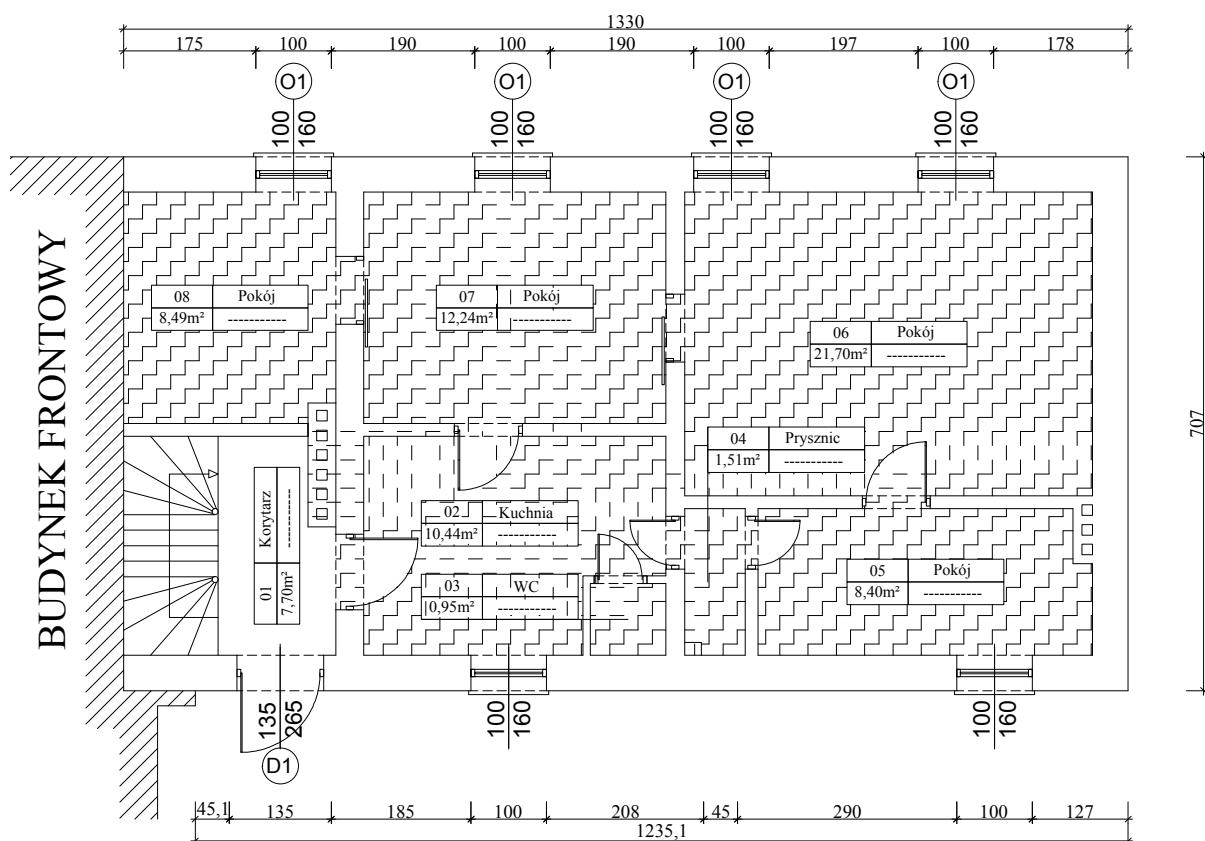 1330
175 100 190 100 190 100 197 100 178
O1 O1 O1 O1
100 160 100 160 100 160 100 160
BUDYNEK FRONTOWY
707
08 Pokój
8,49m² -----------
07 Pokój
12,24m² -----------
06 Pokój
21,70m² -----------
04 Prysznic
1,51m² -----------
01 Korytarz
7,70m² -----------
02 Kuchnia
10,44m² -----------
03 WC
0,95m² -----------
05 Pokój
8,40m² -----------
135 265
100 160
100 160
D1
45,1 135 185 100 208 45 290 100 127
1235,1